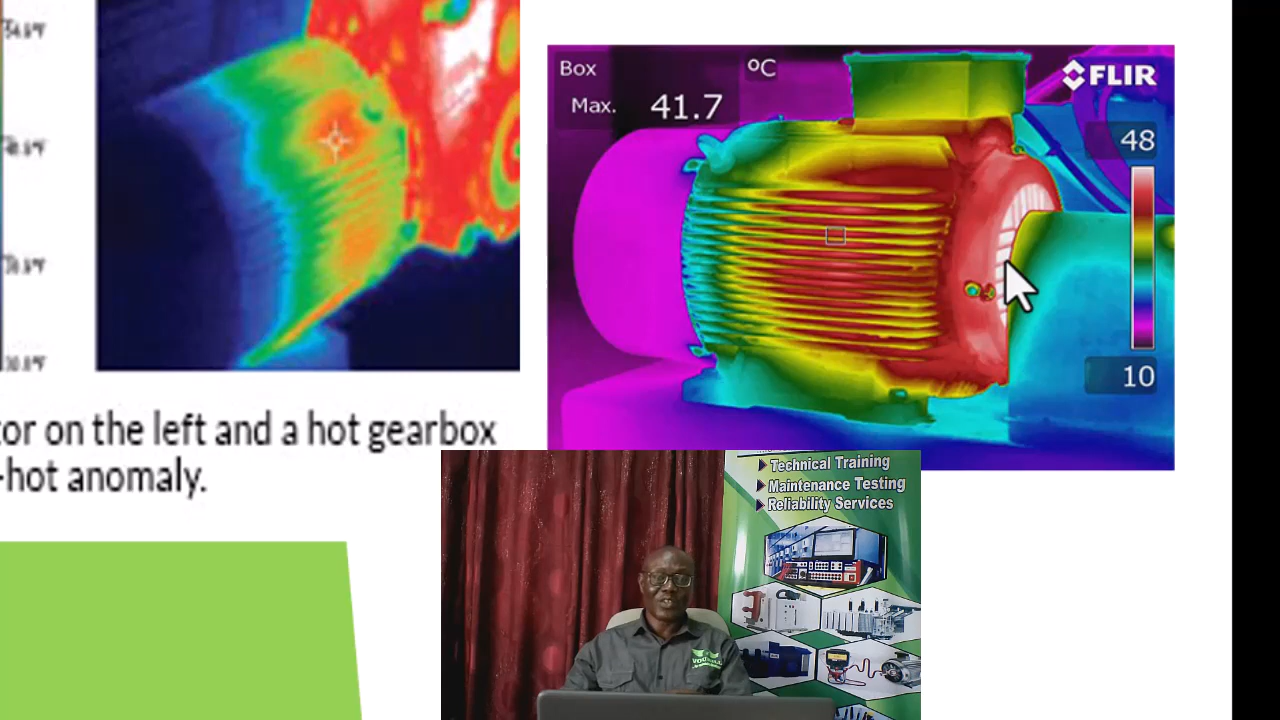 Box
°C
FLIR
Max. 41.7
48
10
tor on the left and a hot gearbox
-hot anomaly.
Technical Training
Maintenance Testing
Reliability Services